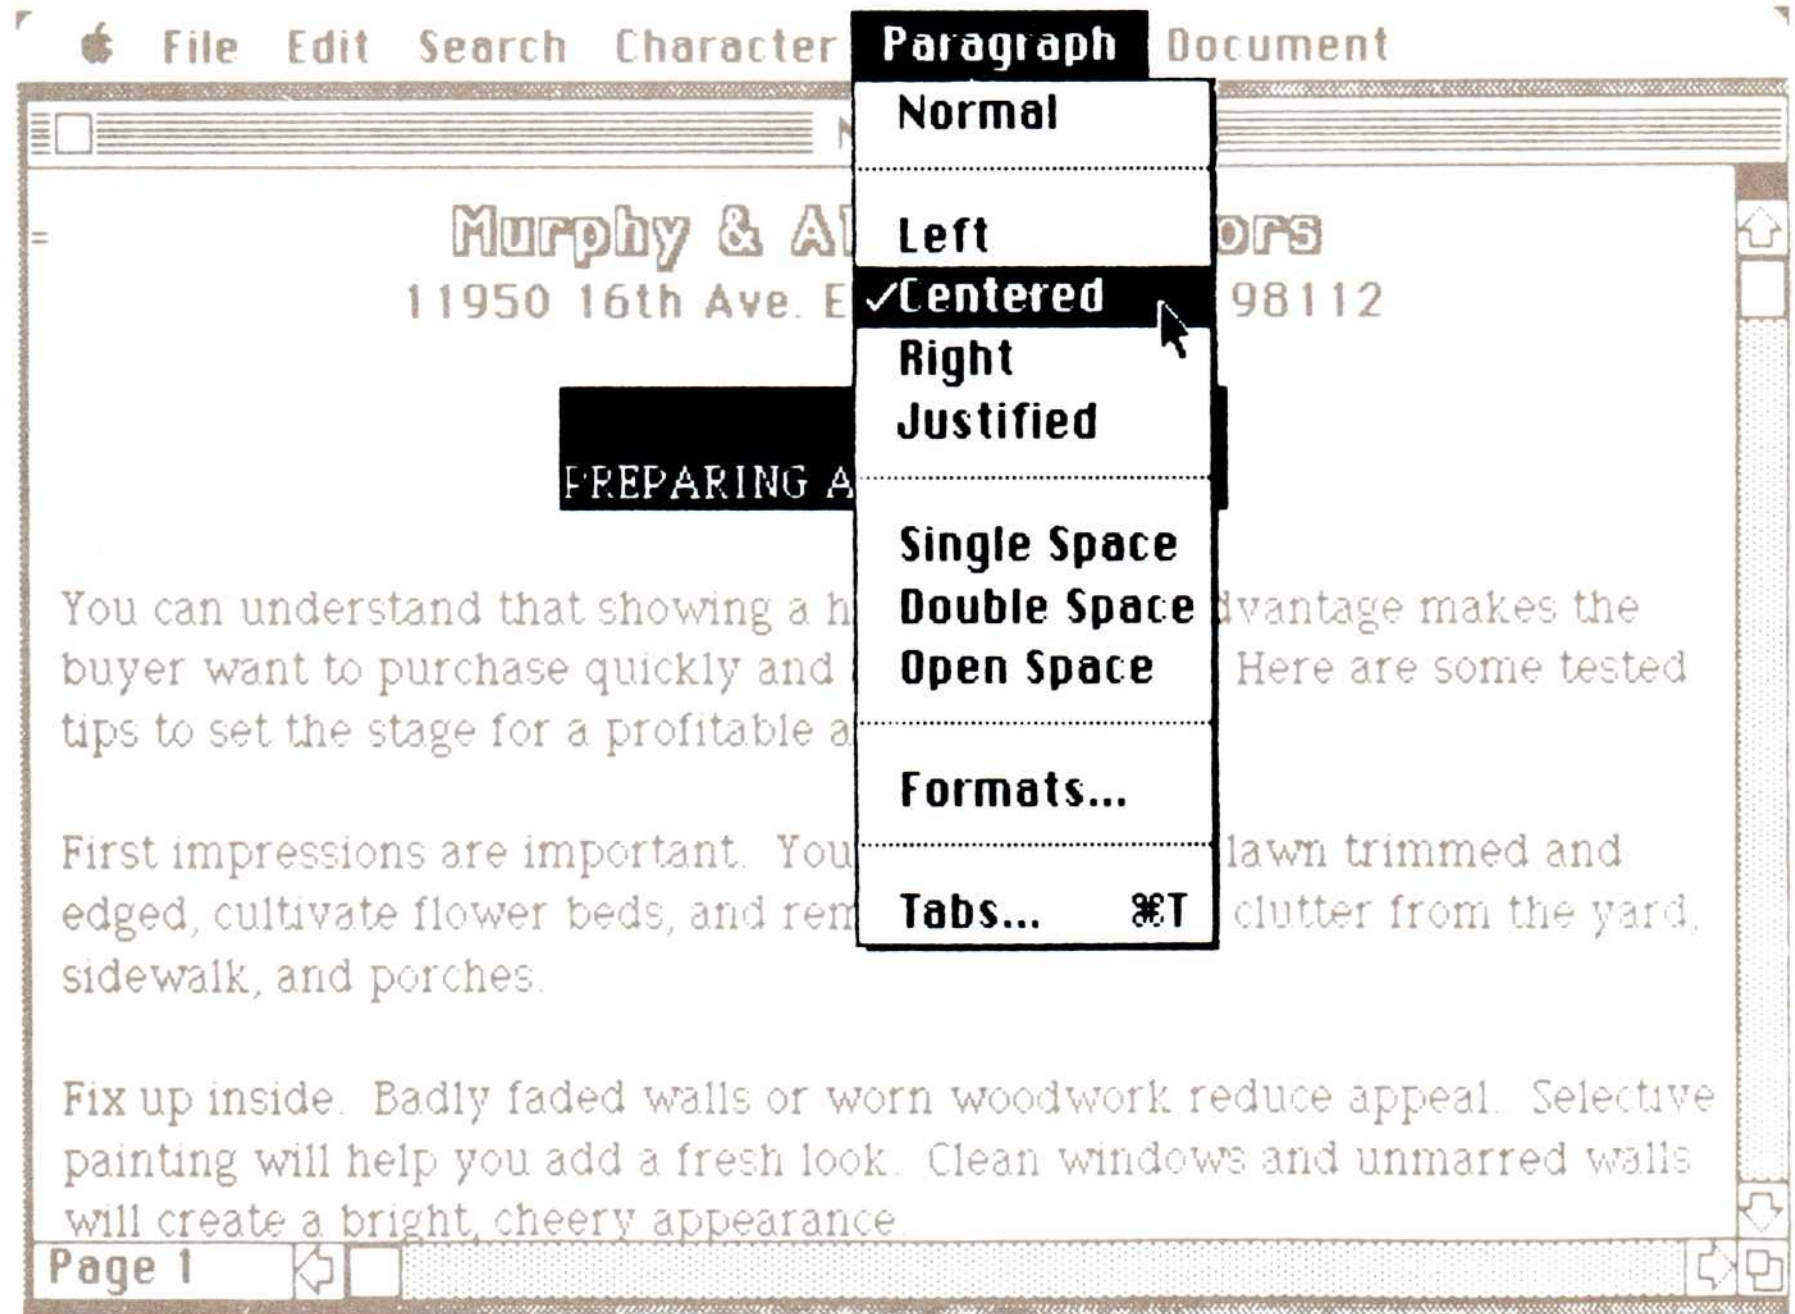 File Edit Search Character Paragraph Document
Normal
Left
✓Centered
Right
Justified
Single Space
Double Space
Open Space
Formats...
Tabs... ⌘T
Murphy & ors
11950 16th Ave. E 98112
PREPARING A
You can understand that showing a h dvantage makes the
buyer want to purchase quickly and Here are some tested
tips to set the stage for a profitable a
First impressions are important. You lawn trimmed and
edged, cultivate flower beds, and rem clutter from the yard,
sidewalk, and porches.
Fix up inside. Badly faded walls or worn woodwork reduce appeal. Selective
painting will help you add a fresh look. Clean windows and unmarred walls
will create a bright, cheery appearance
Page 1